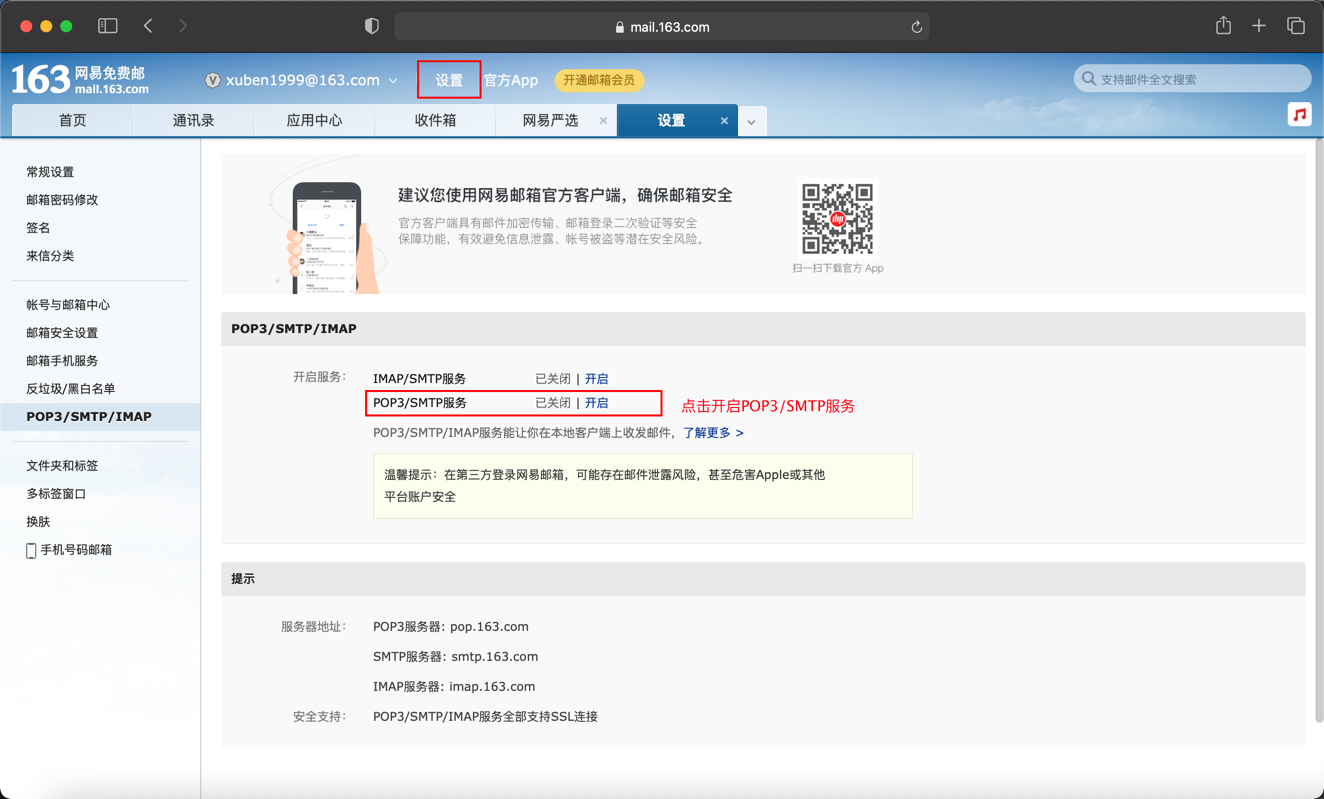 mail.163.com
163 网易免费邮
mail.163.com
xuben1999@163.com
设置
官方App
开通邮箱会员
支持邮件全文搜索
首页
通讯录
应用中心
收件箱
网易严选
设置
常规设置
邮箱密码修改
签名
来信分类
帐号与邮箱中心
邮箱安全设置
邮箱手机服务
反垃圾/黑白名单
POP3/SMTP/IMAP
文件夹和标签
多标签窗口
换肤
手机号码邮箱
建议您使用网易邮箱官方客户端，确保邮箱安全
官方客户端具有邮件加密传输、邮箱登录二次验证等安全
保障功能，有效避免信息泄露、帐号被盗等潜在安全风险。
扫一扫下载官方 App
POP3/SMTP/IMAP
开启服务：
IMAP/SMTP服务 已关闭 | 开启
POP3/SMTP服务 已关闭 | 开启
点击开启POP3/SMTP服务
POP3/SMTP/IMAP服务能让你在本地客户端上收发邮件，了解更多 >
温馨提示：在第三方登录网易邮箱，可能存在邮件泄露风险，甚至危害Apple或其他
平台账户安全
提示
服务器地址： POP3服务器：pop.163.com
SMTP服务器：smtp.163.com
IMAP服务器：imap.163.com
安全支持： POP3/SMTP/IMAP服务全部支持SSL连接